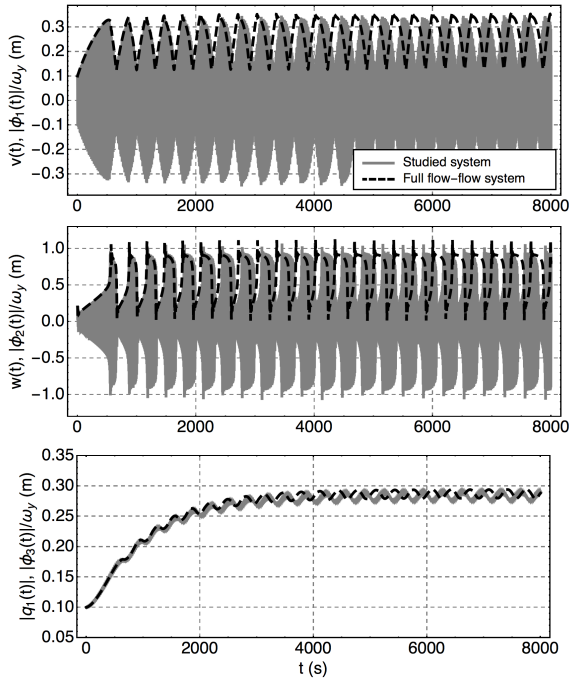 v(t), |ϕ₁(t)|/ωy (m)
0.3
0.2
0.1
0.0
−0.1
−0.2
−0.3
0 2000 4000 6000 8000
Studied system
Full flow−flow system
w(t), |ϕ₂(t)|/ωy (m)
1.0
0.5
0.0
−0.5
−1.0
0 2000 4000 6000 8000
|q₁(t)|, |ϕ₃(t)|/ωy (m)
0.35
0.30
0.25
0.20
0.15
0.10
0.05
0 2000 4000 6000 8000
t (s)